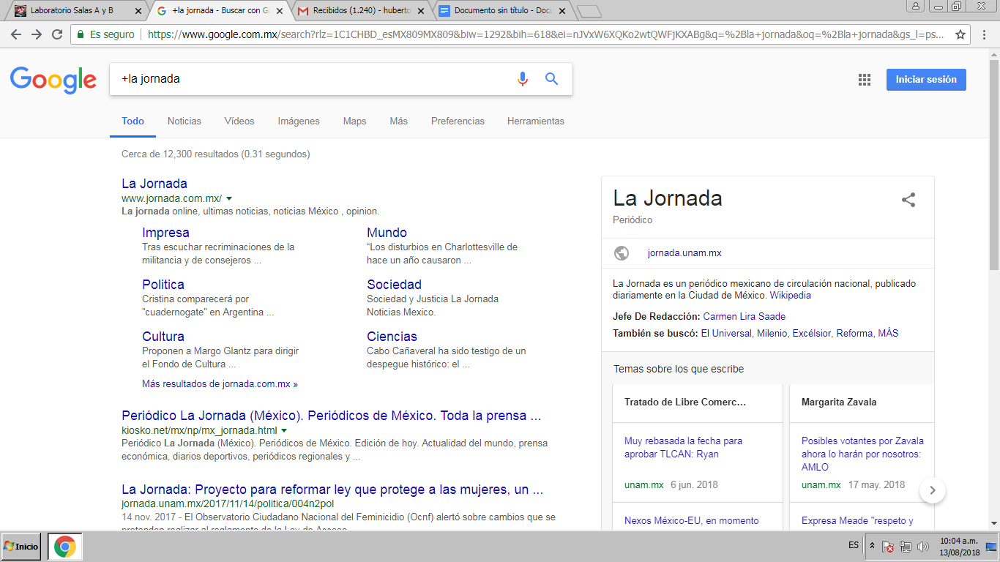 Laboratorio Salas A y B
+la jornada - Buscar con Go
Recibidos (1.240) - huberto
Documento sin título - Docu
Es seguro
https://www.google.com.mx/search?rlz=1C1CHBD_esMX809MX809&biw=1292&bih=618&ei=nJVxW6XQKo2wtQWFjKXABg&q=%2Bla+jornada&oq=%2Bla+jornada&gs_l=ps...
Google
+la jornada
Iniciar sesión
Todo
Noticias
Vídeos
Imágenes
Maps
Más
Preferencias
Herramientas
Cerca de 12,300 resultados (0.31 segundos)
La Jornada
www.jornada.com.mx/
La jornada online, ultimas noticias, noticias México , opinion.
Impresa
Tras escuchar recriminaciones de la
militancia y de consejeros ...
Mundo
“Los disturbios en Charlottesville de
hace un año causaron ...
Politica
Cristina comparecerá por
"cuadernogate" en Argentina ...
Sociedad
Sociedad y Justicia La Jornada
Noticias Mexico.
Cultura
Proponen a Margo Glantz para dirigir
el Fondo de Cultura ...
Ciencias
Cabo Cañaveral ha sido testigo de un
despegue histórico: el ...
Más resultados de jornada.com.mx »
Periódico La Jornada (México). Periódicos de México. Toda la prensa ...
kiosko.net/mx/np/mx_jornada.html
Periódico La Jornada (México). Periódicos de México. Edición de hoy. Actualidad del mundo, prensa
económica, diarios deportivos, periódicos regionales y ...
La Jornada: Proyecto para reformar ley que protege a las mujeres, un ...
jornada.unam.mx/2017/11/14/politica/004n2pol
14 nov. 2017 - El Observatorio Ciudadano Nacional del Feminicidio (Ocnf) alertó sobre cambios que se
pretenden realizar al reglamento de la Ley de Acceso
La Jornada
Periódico
jornada.unam.mx
La Jornada es un periódico mexicano de circulación nacional, publicado
diariamente en la Ciudad de México. Wikipedia
Jefe De Redacción: Carmen Lira Saade
También se buscó: El Universal, Milenio, Excélsior, Reforma, MÁS
Temas sobre los que escribe
Tratado de Libre Comerc…
Muy rebasada la fecha para
aprobar TLCAN: Ryan
unam.mx 6 jun. 2018
Nexos México-EU, en momento
Margarita Zavala
Posibles votantes por Zavala
ahora lo harán por nosotros:
AMLO
unam.mx 17 may. 2018
Expresa Meade "respeto y
Inicio
ES
10:04 a.m.
13/08/2018